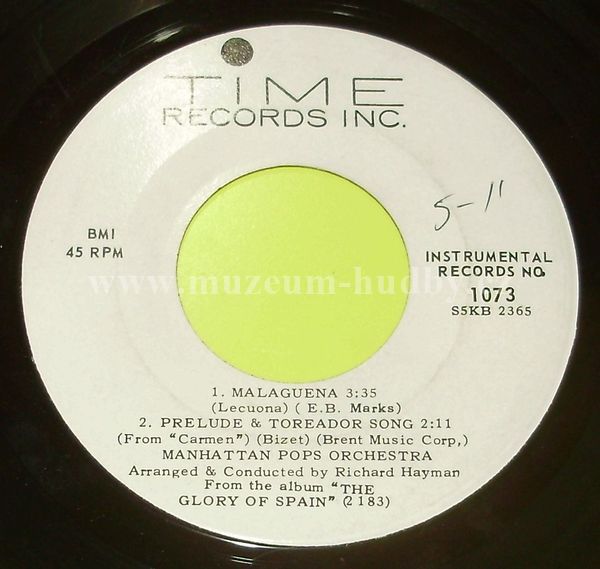 TIME
RECORDS INC.
5-11
BMI
45 RPM
INSTRUMENTAL
RECORDS NO.
1073
S5KB 2365
www.muzeum-hudby.
1. MALAGUENA 3:35
(Lecuona) ( E.B. Marks)
2. PRELUDE & TOREADOR SONG 2:11
(From "Carmen") (Bizet) (Brent Music Corp,)
MANHATTAN POPS ORCHESTRA
Arranged & Conducted by Richard Hayman
From the album "THE
GLORY OF SPAIN" (2183)